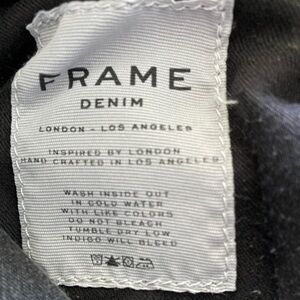 FRAME
DENIM
LONDON - LOS ANGELES
INSPIRED BY LONDON
HAND CRAFTED IN LOS ANGELES
WASH INSIDE OUT
IN COLD WATER
WITH LIKE COLORS
DO NOT BLEACH
TUMBLE DRY LOW
INDIGO WILL BLEED